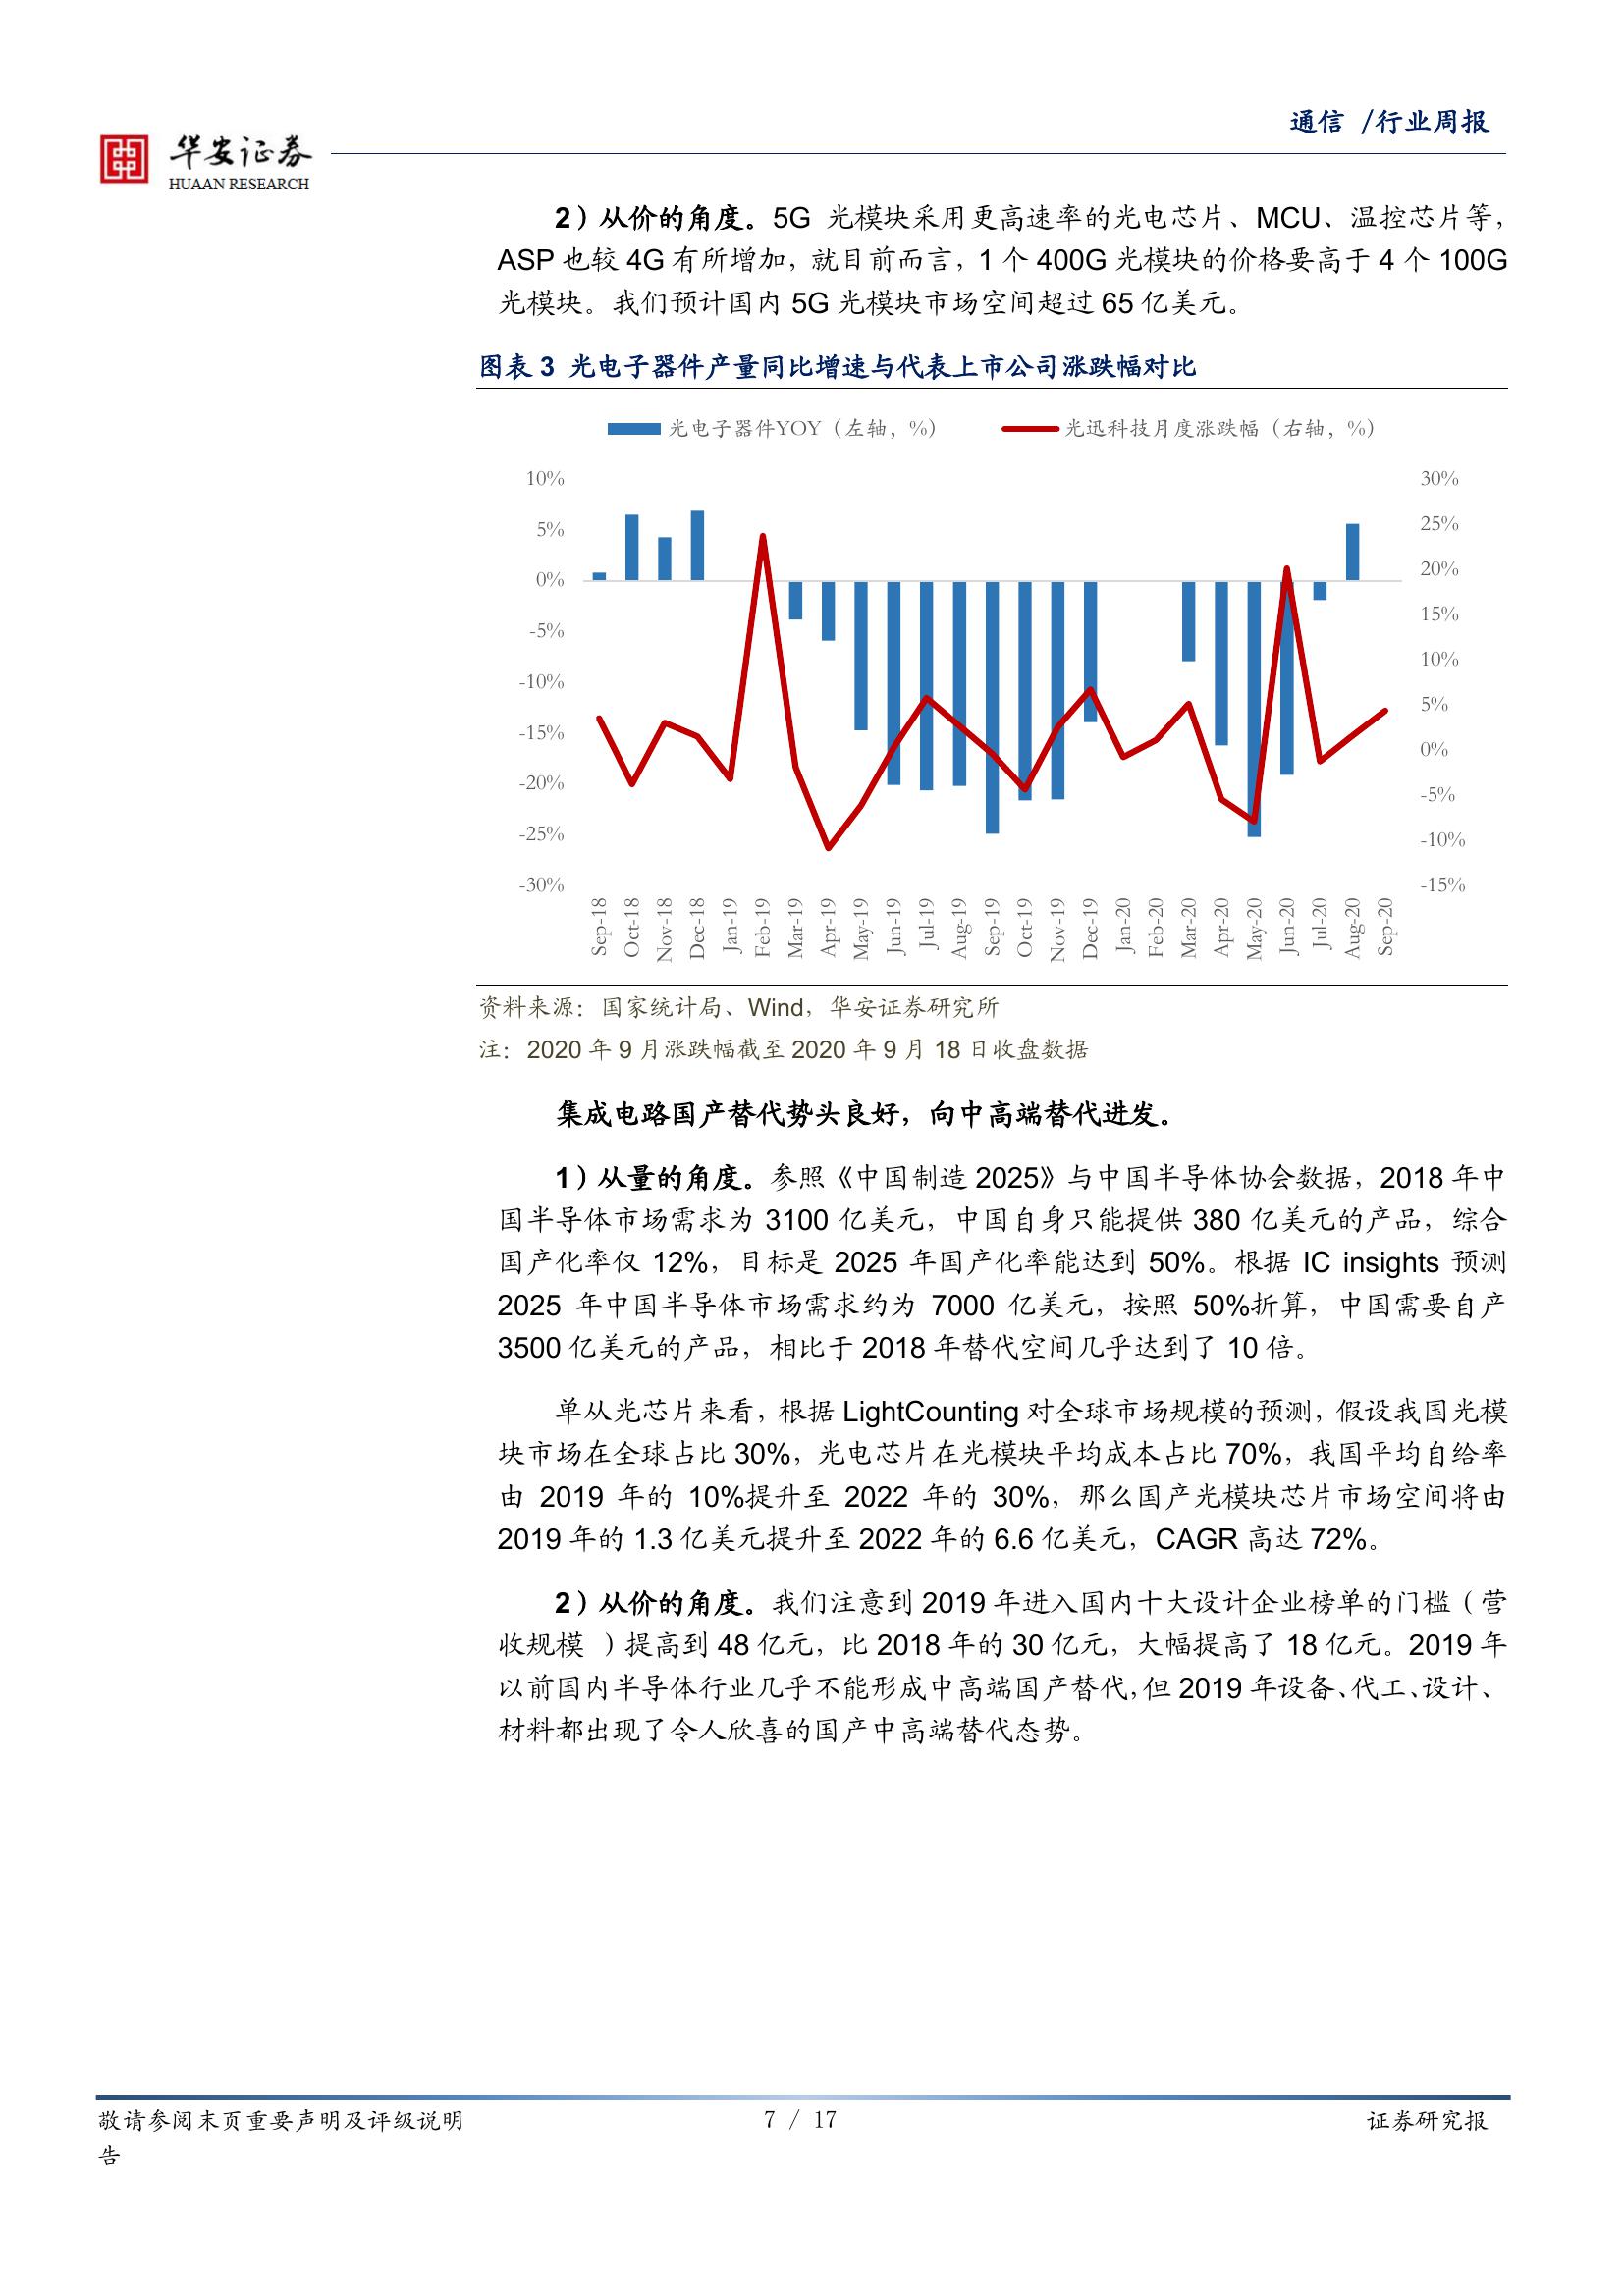 通信 /行业周报
华安证券
HUAAN RESEARCH
2）从价的角度。5G 光模块采用更高速率的光电芯片、MCU、温控芯片等，
ASP 也较 4G 有所增加，就目前而言，1 个 400G 光模块的价格要高于 4 个 100G
光模块。我们预计国内 5G 光模块市场空间超过 65 亿美元。
图表 3 光电子器件产量同比增速与代表上市公司涨跌幅对比
光电子器件YOY（左轴，%） 光迅科技月度涨跌幅（右轴，%）
10% 30%
5% 25%
0% 20%
-5% 15%
-10% 10%
-15% 5%
-20% 0%
-25% -5%
-30% -10%
-15%
Sep-18 Oct-18 Nov-18 Dec-18 Jan-19 Feb-19 Mar-19 Apr-19 May-19 Jun-19 Jul-19 Aug-19 Sep-19 Oct-19 Nov-19 Dec-19 Jan-20 Feb-20 Mar-20 Apr-20 May-20 Jun-20 Jul-20 Aug-20 Sep-20
资料来源：国家统计局、Wind，华安证券研究所
注：2020 年 9 月涨跌幅截至 2020 年 9 月 18 日收盘数据
集成电路国产替代势头良好，向中高端替代进发。
1）从量的角度。参照《中国制造 2025》与中国半导体协会数据，2018 年中
国半导体市场需求为 3100 亿美元，中国自身只能提供 380 亿美元的产品，综合
国产化率仅 12%，目标是 2025 年国产化率能达到 50%。根据 IC insights 预测
2025 年中国半导体市场需求约为 7000 亿美元，按照 50%折算，中国需要自产
3500 亿美元的产品，相比于 2018 年替代空间几乎达到了 10 倍。
单从光芯片来看，根据 LightCounting 对全球市场规模的预测，假设我国光模
块市场在全球占比 30%，光电芯片在光模块平均成本占比 70%，我国平均自给率
由 2019 年的 10%提升至 2022 年的 30%，那么国产光模块芯片市场空间将由
2019 年的 1.3 亿美元提升至 2022 年的 6.6 亿美元，CAGR 高达 72%。
2）从价的角度。我们注意到 2019 年进入国内十大设计企业榜单的门槛（营
收规模 ）提高到 48 亿元，比 2018 年的 30 亿元，大幅提高了 18 亿元。2019 年
以前国内半导体行业几乎不能形成中高端国产替代，但 2019 年设备、代工、设计、
材料都出现了令人欣喜的国产中高端替代态势。
敬请参阅末页重要声明及评级说明 7 / 17 证券研究报
告